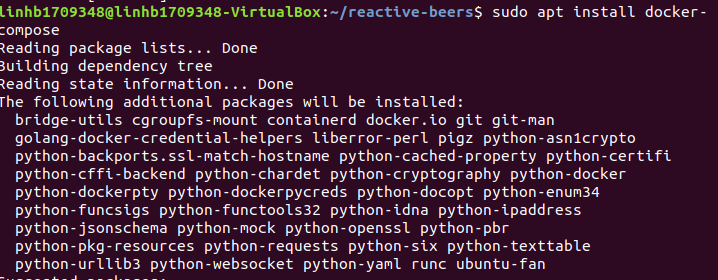 linhb1709348@linhb1709348-VirtualBox:~/reactive-beers$ sudo apt install docker-
compose
Reading package lists... Done
Building dependency tree
Reading state information... Done
The following additional packages will be installed:
  bridge-utils cgroupfs-mount containerd docker.io git git-man
  golang-docker-credential-helpers liberror-perl pigz python-asn1crypto
  python-backports.ssl-match-hostname python-cached-property python-certifi
  python-cffi-backend python-chardet python-cryptography python-docker
  python-dockerpty python-dockerpycreds python-docopt python-enum34
  python-funcsigs python-functools32 python-idna python-ipaddress
  python-jsonschema python-mock python-openssl python-pbr
  python-pkg-resources python-requests python-six python-texttable
  python-urllib3 python-websocket python-yaml runc ubuntu-fan